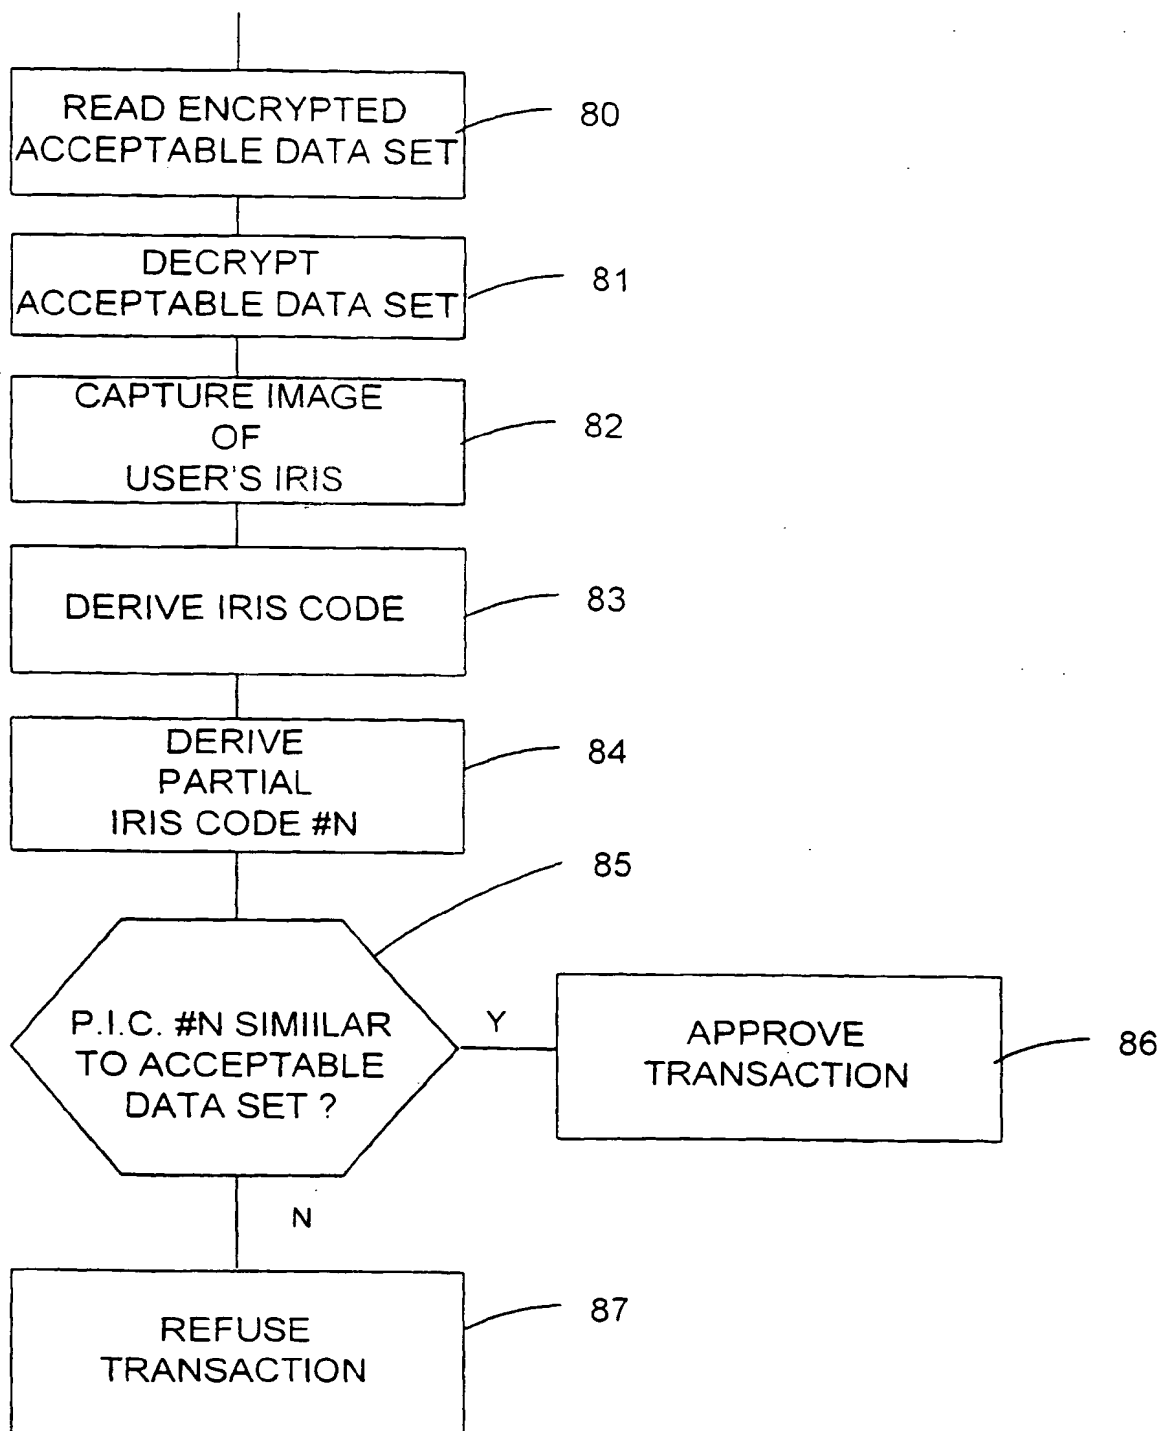 READ ENCRYPTED
ACCEPTABLE DATA SET
80
DECRYPT
ACCEPTABLE DATA SET
81
CAPTURE IMAGE
OF
USER'S IRIS
82
DERIVE IRIS CODE
83
DERIVE
PARTIAL
IRIS CODE #N
84
85
P.I.C. #N SIMIILAR
TO ACCEPTABLE
DATA SET ?
Y
APPROVE
TRANSACTION
86
N
REFUSE
TRANSACTION
87